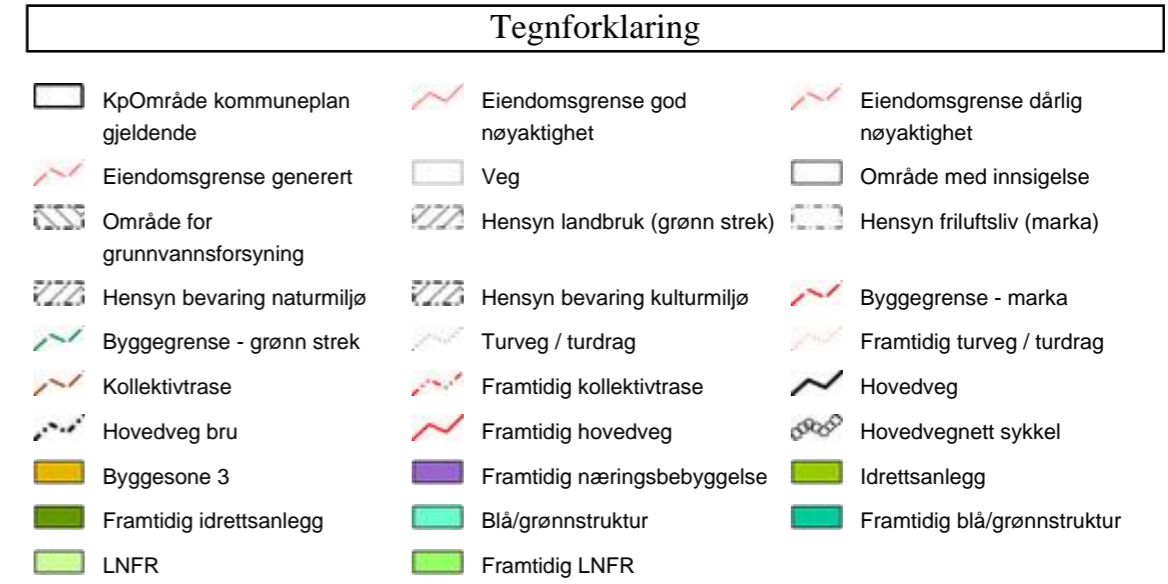 Tegnforklaring
KpOmråde kommuneplan
gjeldende
Eiendomsgrense god
nøyaktighet
Eiendomsgrense dårlig
nøyaktighet
Eiendomsgrense generert
Veg
Område med innsigelse
Område for
grunnvannsforsyning
Hensyn landbruk (grønn strek)
Hensyn friluftsliv (marka)
Hensyn bevaring naturmiljø
Hensyn bevaring kulturmiljø
Byggegrense - marka
Byggegrense - grønn strek
Turveg / turdrag
Framtidig turveg / turdrag
Kollektivtrase
Framtidig kollektivtrase
Hovedveg
Hovedveg bru
Framtidig hovedveg
Hovedvegnett sykkel
Byggesone 3
Framtidig næringsbebyggelse
Idrettsanlegg
Framtidig idrettsanlegg
Blå/grønnstruktur
Framtidig blå/grønnstruktur
LNFR
Framtidig LNFR